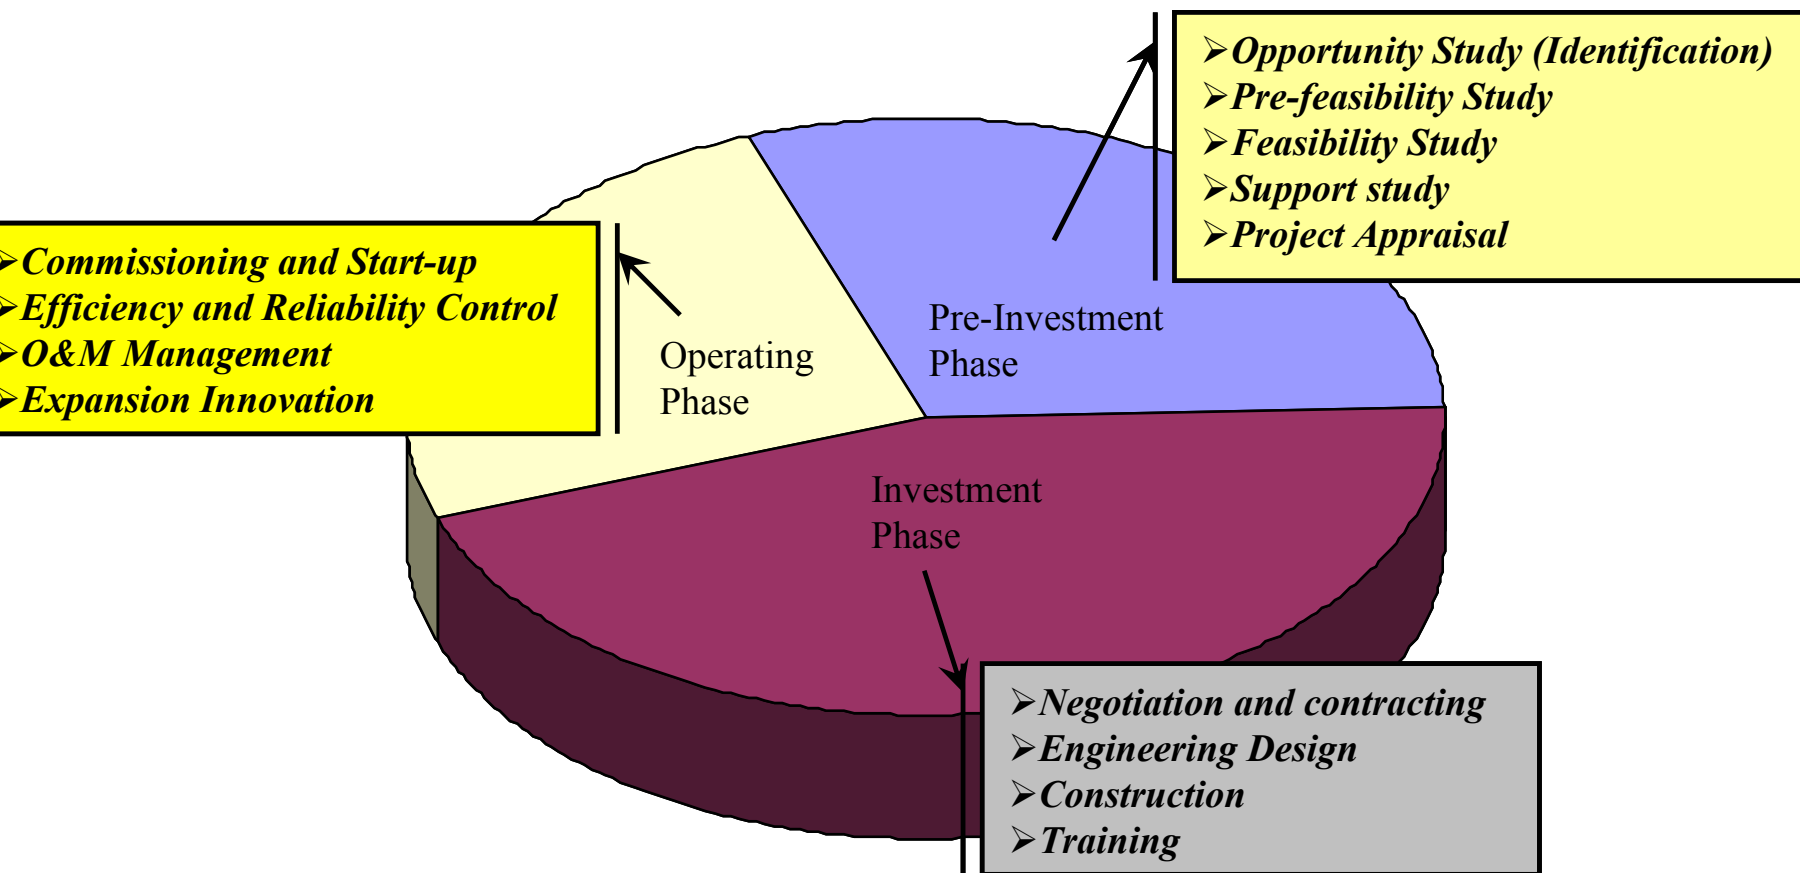 ➢Opportunity Study (Identification)
➢Pre-feasibility Study
➢Feasibility Study
➢Support study
➢Project Appraisal
➢Commissioning and Start-up
➢Efficiency and Reliability Control
➢O&M Management
➢Expansion Innovation
Pre-Investment
Phase
Operating
Phase
Investment
Phase
➢Negotiation and contracting
➢Engineering Design
➢Construction
➢Training